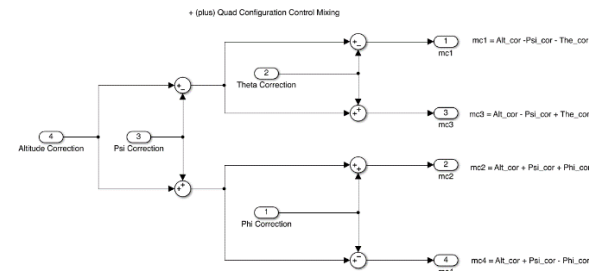 + (plus) Quad Configuration Control Mixing
1
mc1
mc1 = Alt_cor -Psi_cor - The_cor
2
Theta Correction
3
mc3
mc3 = Alt_cor - Psi_cor + The_cor
4
Altitude Correction
3
Psi Correction
2
mc2
mc2 = Alt_cor + Psi_cor + Phi_cor
1
Phi Correction
4
mc4
mc4 = Alt_cor + Psi_cor - Phi_cor